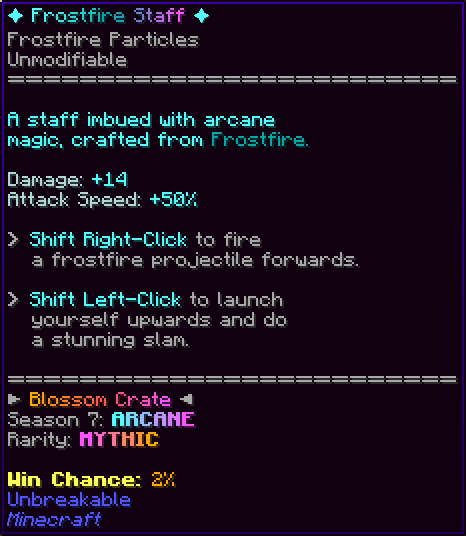 ✦ Frostfire Staff ✦
Frostfire Particles
Unmodifiable
============================
A staff imbued with arcane
magic, crafted from Frostfire.
Damage: +14
Attack Speed: +50%
> Shift Right-Click to fire
a frostfire projectile forwards.
> Shift Left-Click to launch
yourself upwards and do
a stunning slam.
============================
► Blossom Crate ◄
Season 7: ARCANE
Rarity: MYTHIC
Win Chance: 2%
Unbreakable
Minecraft